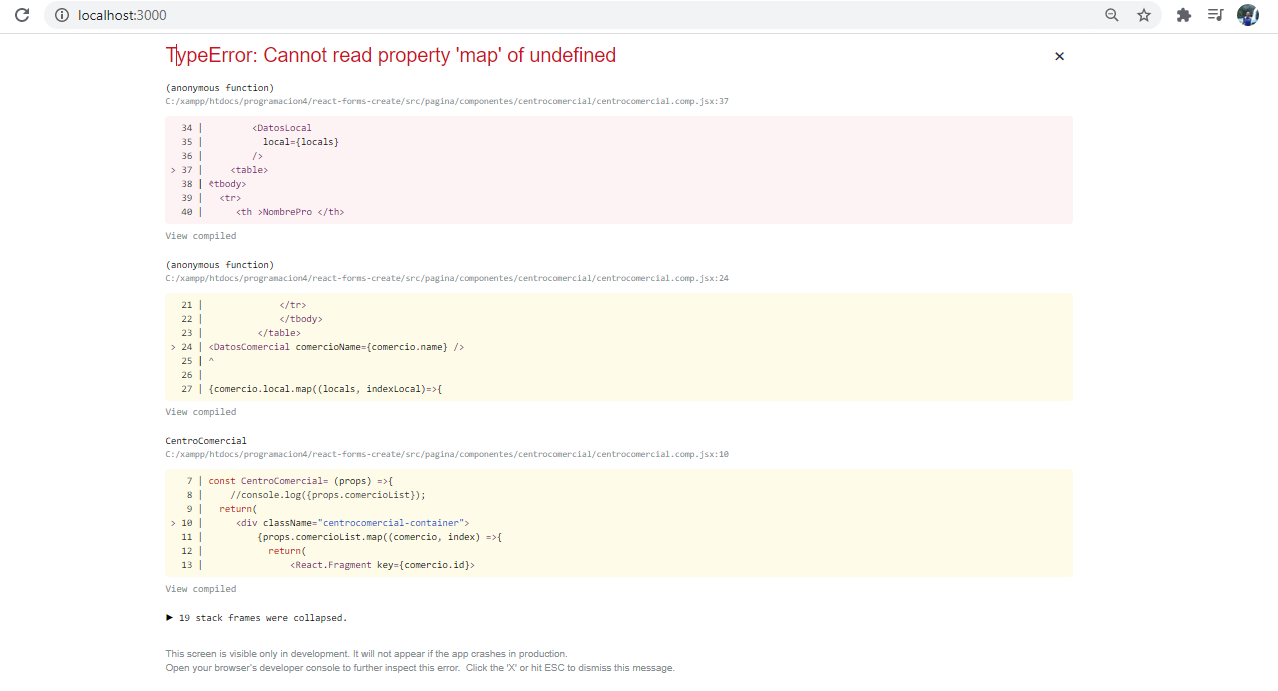 localhost:3000
TypeError: Cannot read property 'map' of undefined
×
(anonymous function)
C:/xampp/htdocs/programacion4/react-forms-create/src/pagina/componentes/centrocomercial/centrocomercial.comp.jsx:37
34 |         <DatosLocal
35 |           local={locals}
36 |         />
> 37 |     <table>
38 | <tbody>
39 |   <tr>
40 |      <th >NombrePro </th>
View compiled
(anonymous function)
C:/xampp/htdocs/programacion4/react-forms-create/src/pagina/componentes/centrocomercial/centrocomercial.comp.jsx:24
21 |              </tr>
22 |              </tbody>
23 |          </table>
> 24 | <DatosComercial comercioName={comercio.name} />
25 | ^
26 |
27 | {comercio.local.map((locals, indexLocal)=>{
View compiled
CentroComercial
C:/xampp/htdocs/programacion4/react-forms-create/src/pagina/componentes/centrocomercial/centrocomercial.comp.jsx:10
7 | const CentroComercial= (props) =>{
8 |     //console.log({props.comercioList});
9 |   return(
> 10 |      <div className="centrocomercial-container">
11 |          {props.comercioList.map((comercio, index) =>{
12 |            return(
13 |                <React.Fragment key={comercio.id}>
View compiled
▶ 19 stack frames were collapsed.
This screen is visible only in development. It will not appear if the app crashes in production.
Open your browser's developer console to further inspect this error. Click the 'X' or hit ESC to dismiss this message.